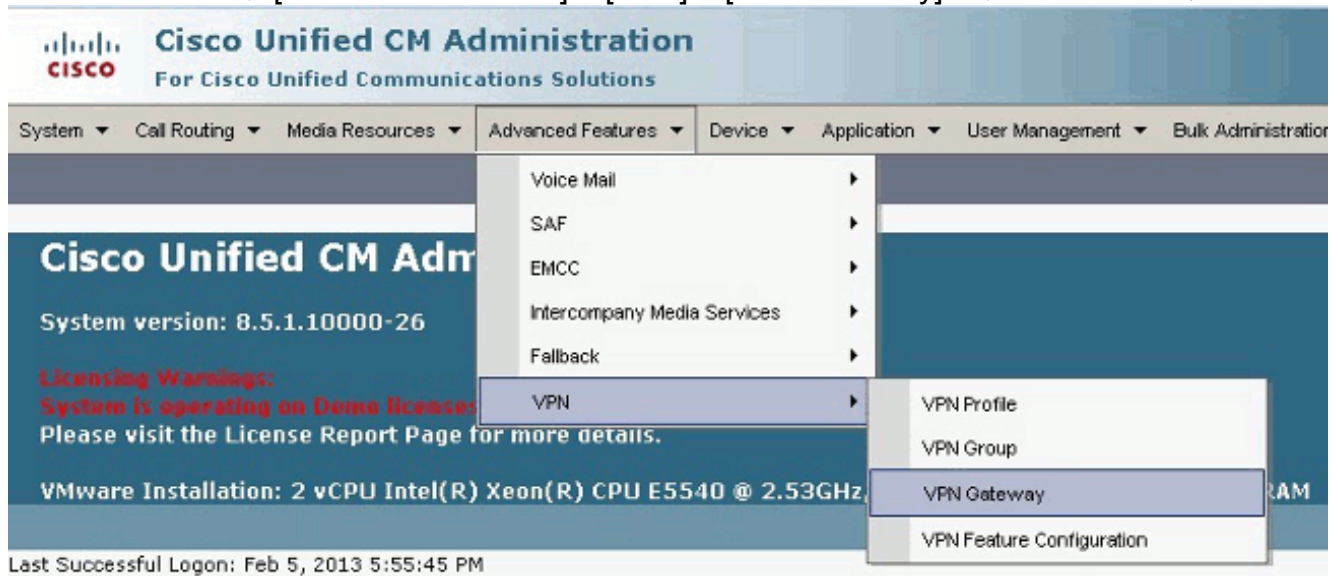 CISCO
Cisco Unified CM Administration
For Cisco Unified Communications Solutions
System Call Routing Media Resources Advanced Features Device Application User Management Bulk Administration
Voice Mail
SAF
EMCC
Intercompany Media Services
Fallback
VPN
VPN Profile
VPN Group
VPN Gateway
VPN Feature Configuration
Cisco Unified CM Adm
System version: 8.5.1.10000-26
Licensing Warnings:
System is operating on Demo licenses
Please visit the License Report Page for more details.
VMware Installation: 2 vCPU Intel(R) Xeon(R) CPU E5540 @ 2.53GHz, RAM
Last Successful Logon: Feb 5, 2013 5:55:45 PM